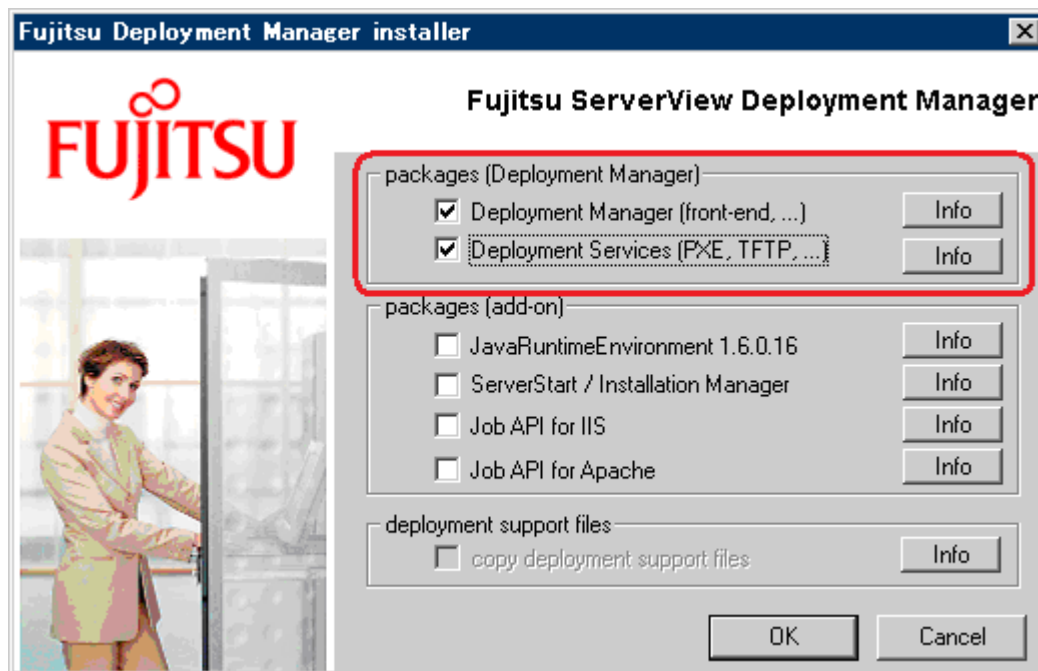 Fujitsu Deployment Manager installer
FUJITSU
Fujitsu ServerView Deployment Manager
packages (Deployment Manager)
Deployment Manager (front-end, ...) Info
Deployment Services (PXE, TFTP, ...) Info
packages (add-on)
JavaRuntimeEnvironment 1.6.0.16 Info
ServerStart / Installation Manager Info
Job API for IIS Info
Job API for Apache Info
deployment support files
copy deployment support files Info
OK Cancel